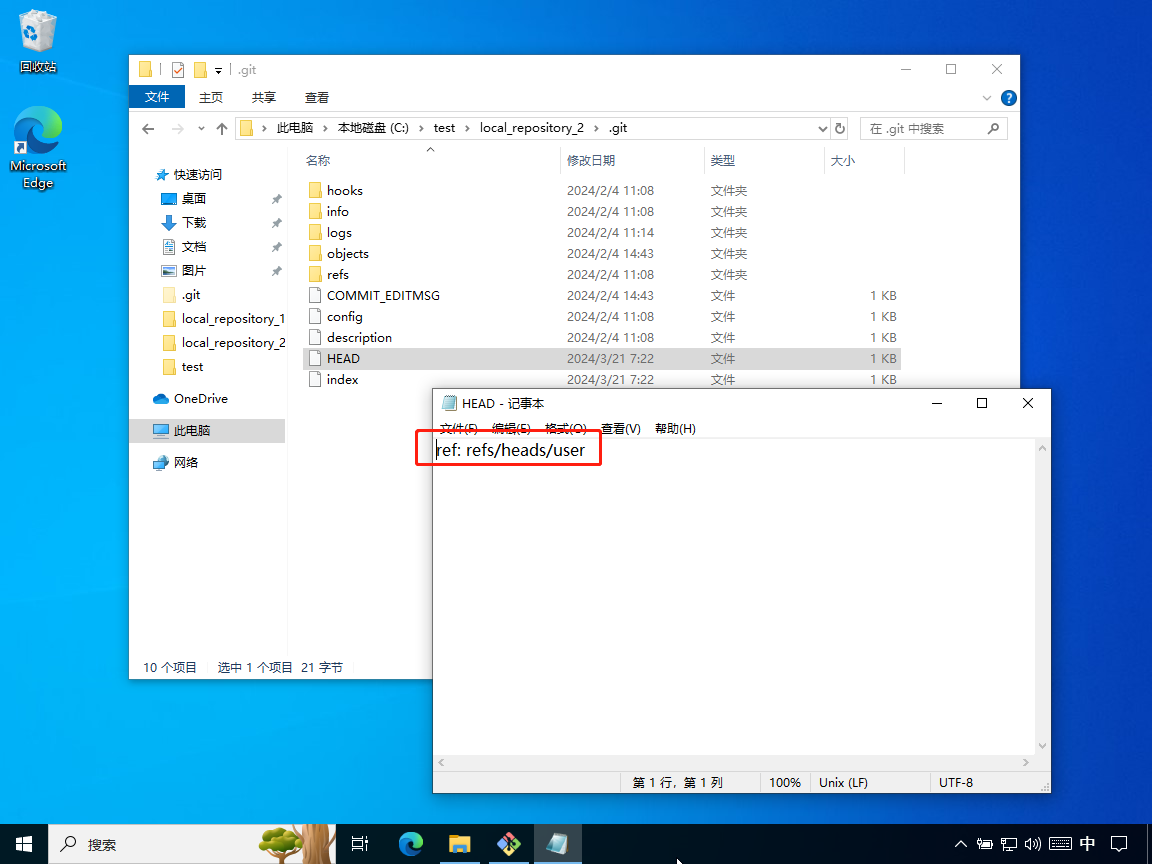 回收站
Microsoft
Edge
.git
文件
主页
共享
查看
此电脑
本地磁盘 (C:)
test
local_repository_2
.git
在 .git 中搜索
快速访问
桌面
下载
文档
图片
.git
local_repository_1
local_repository_2
test
OneDrive
此电脑
网络
名称 修改日期 类型 大小
hooks 2024/2/4 11:08 文件夹
info 2024/2/4 11:08 文件夹
logs 2024/2/4 11:14 文件夹
objects 2024/2/4 14:43 文件夹
refs 2024/2/4 11:08 文件夹
COMMIT_EDITMSG 2024/2/4 14:43 文件 1 KB
config 2024/2/4 11:08 文件 1 KB
description 2024/2/4 11:08 文件 1 KB
HEAD 2024/3/21 7:22 文件 1 KB
index 2024/3/21 7:22 文件 1 KB
10 个项目 选中 1 个项目 21 字节
HEAD - 记事本
文件(F) 编辑(E) 格式(O) 查看(V) 帮助(H)
ref: refs/heads/user
第 1 行，第 1 列 100% Unix (LF) UTF-8
搜索
中